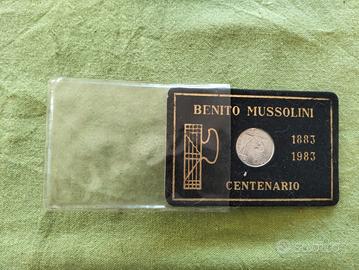 BENITO MUSSOLINI
1883
1983
CENTENARIO